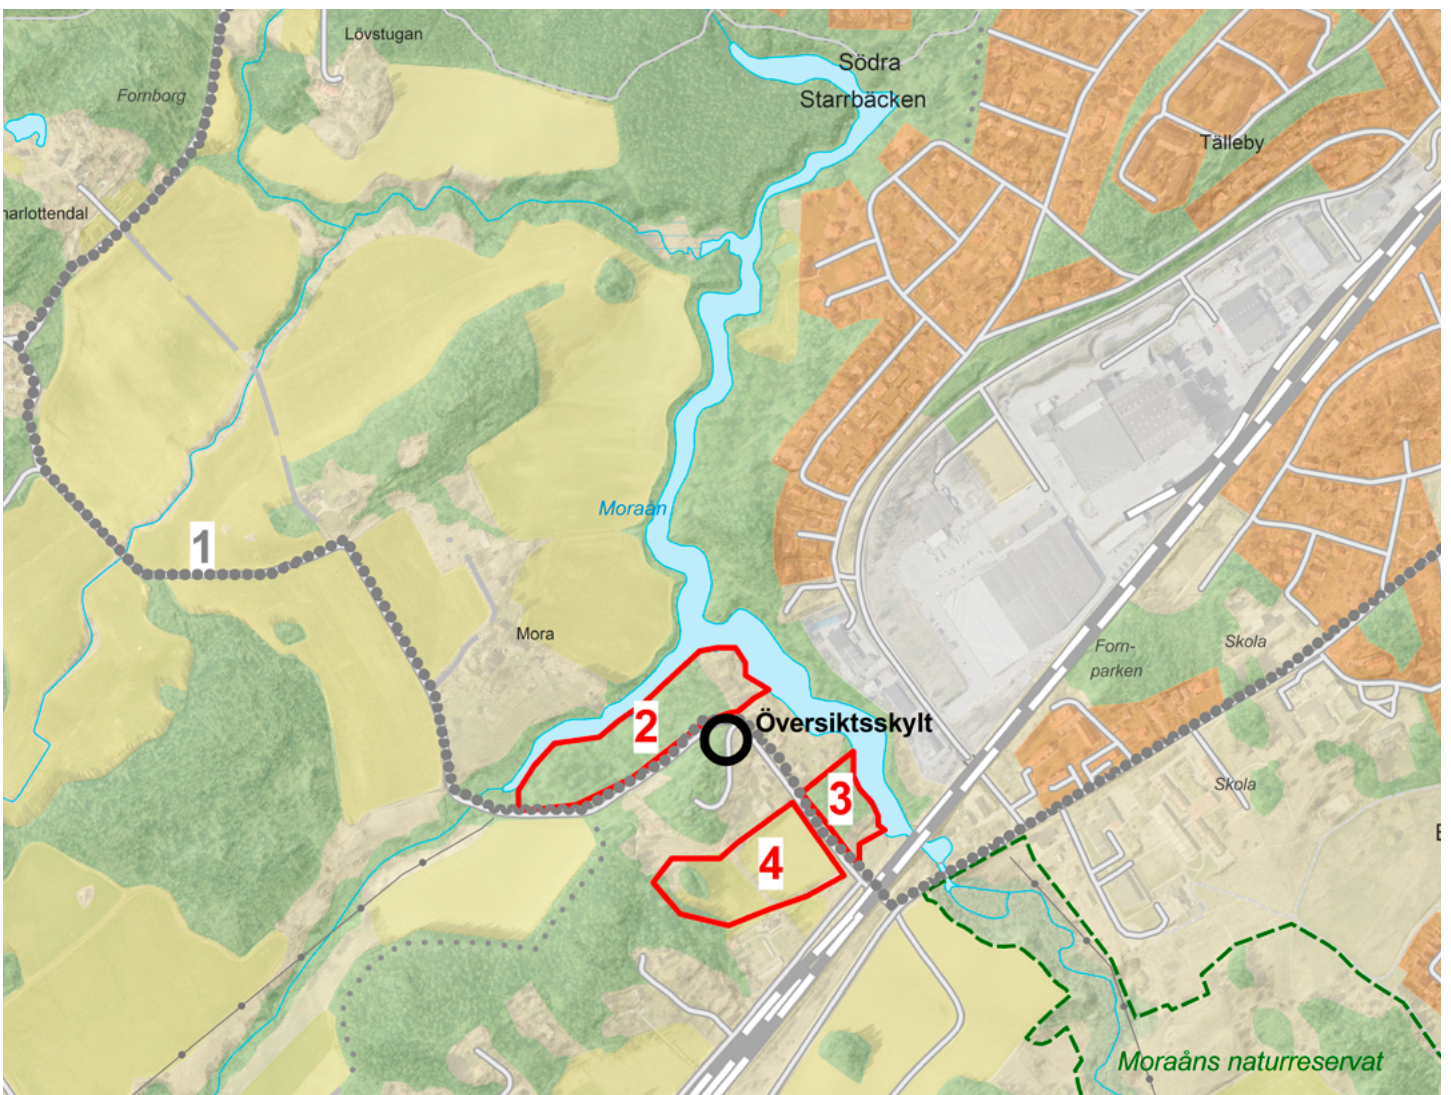 Lövstugan
Södra
Starrbäcken
Fornborg
Tälleby
harlottendal
Moraån
1
Mora
Forn-
parken
Skola
2
Översiktsskylt
Skola
3
4
Moraåns naturreservat